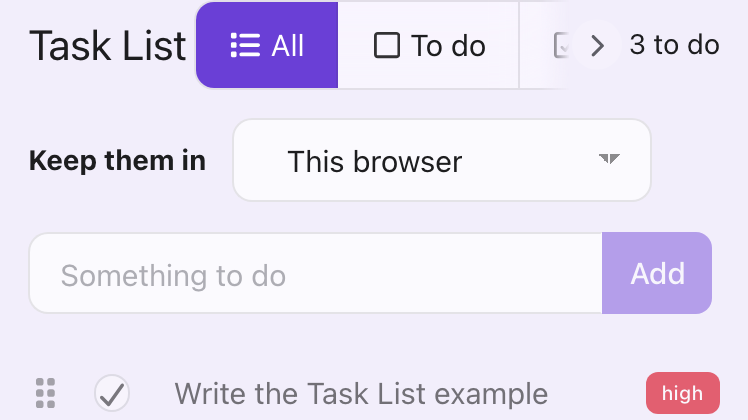 Task List All To do 3 to do
Keep them in This browser
Something to do Add
Write the Task List example high